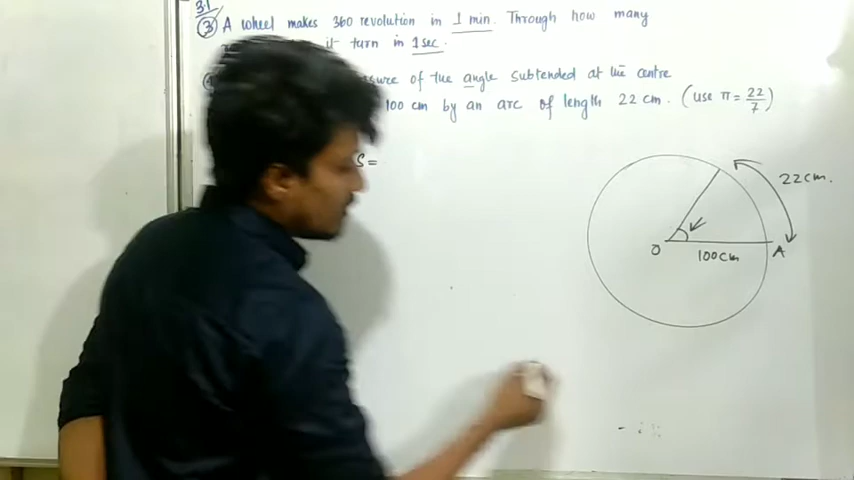 3.1
③ A wheel makes 360 revolution in 1 min. Through how many
it turn in 1 sec.
of the angle subtended at the centre
100 cm by an arc of length 22 cm. (use π = 22/7)
S =
22 cm.
O
100 cm
A